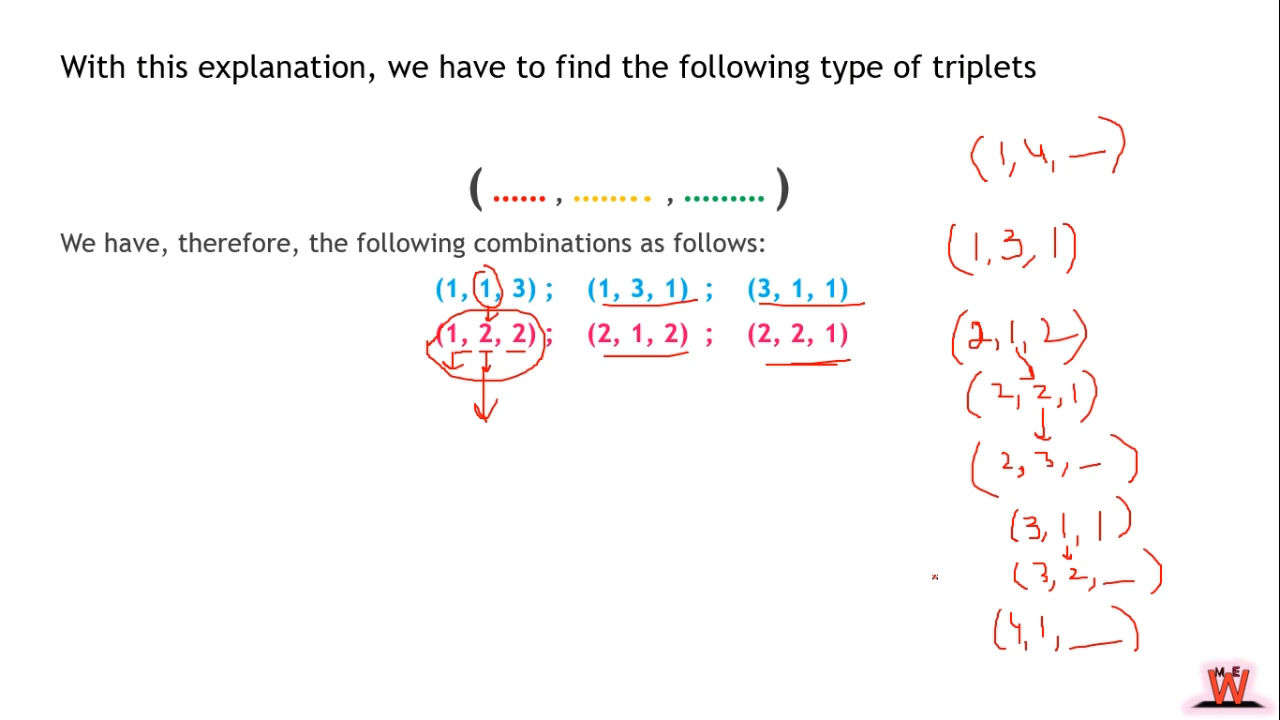 With this explanation, we have to find the following type of triplets
( ...... , ........ , ......... )
We have, therefore, the following combinations as follows:
(1, 1, 3) ; (1, 3, 1) ; (3, 1, 1)
(1, 2, 2) ; (2, 1, 2) ; (2, 2, 1)
(1, 4, _)
(1, 3, 1)
(2, 1, 2)
(2, 2, 1)
(2, 3, _)
(3, 1, 1)
(3, 2, _)
(4, 1, _)
M E
W